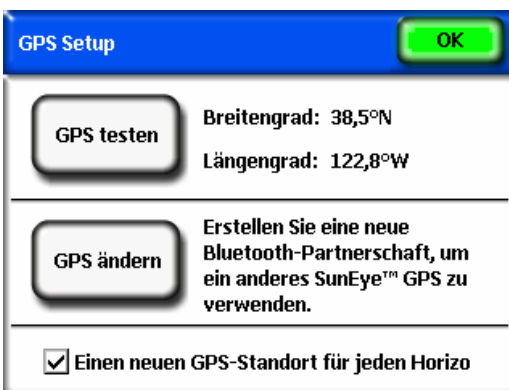 GPS Setup
OK
GPS testen
Breitengrad: 38,5°N
Längengrad: 122,8°W
GPS ändern
Erstellen Sie eine neue
Bluetooth-Partnerschaft, um
ein anderes SunEye™ GPS zu
verwenden.
Einen neuen GPS-Standort für jeden Horizo